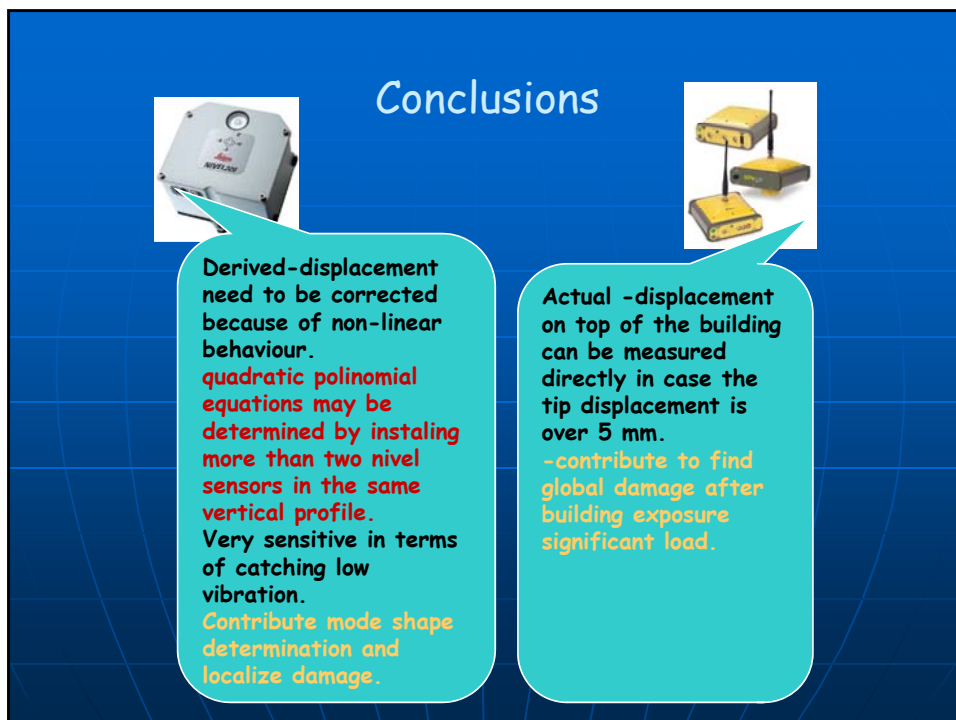 Conclusions
Leica
NIVEL200
Derived-displacement
need to be corrected
because of non-linear
behaviour.
quadratic polinomial
equations may be
determined by instaling
more than two nivel
sensors in the same
vertical profile.
Very sensitive in terms
of catching low
vibration.
Contribute mode shape
determination and
localize damage.
Actual -displacement
on top of the building
can be measured
directly in case the
tip displacement is
over 5 mm.
-contribute to find
global damage after
building exposure
significant load.